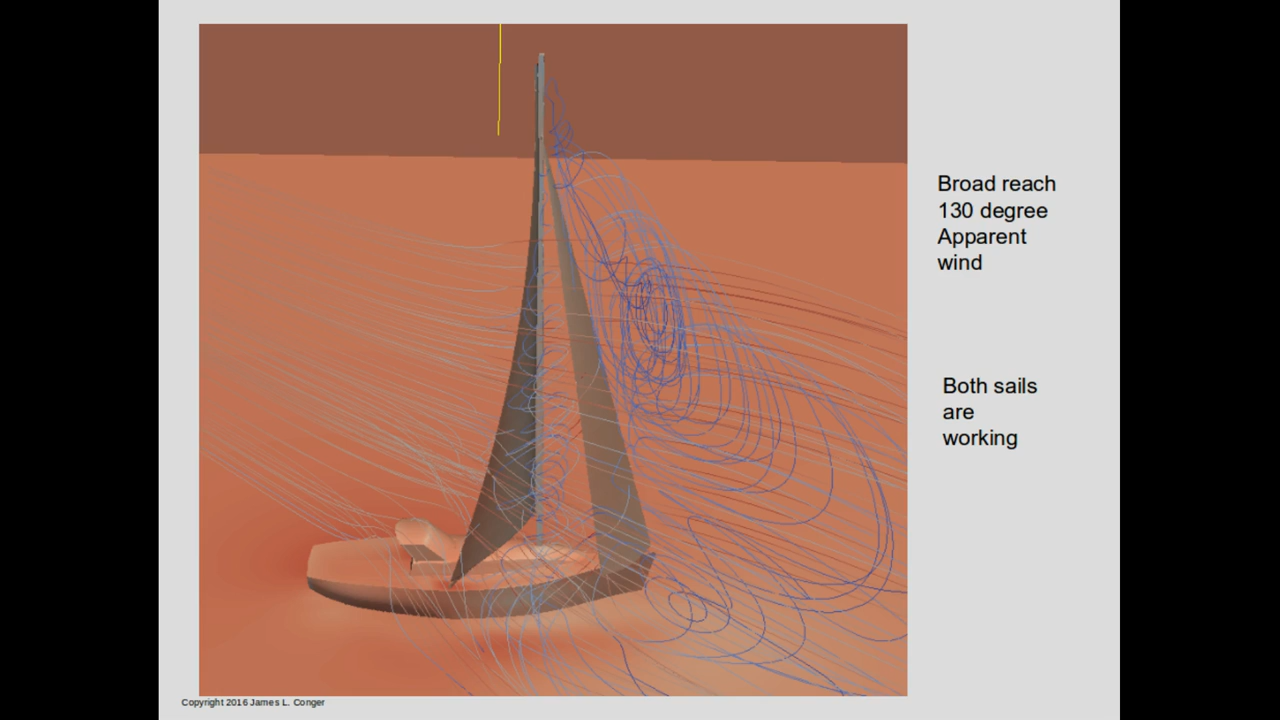 Broad reach
130 degree
Apparent
wind
Both sails
are
working
Copyright 2016 James L. Conger